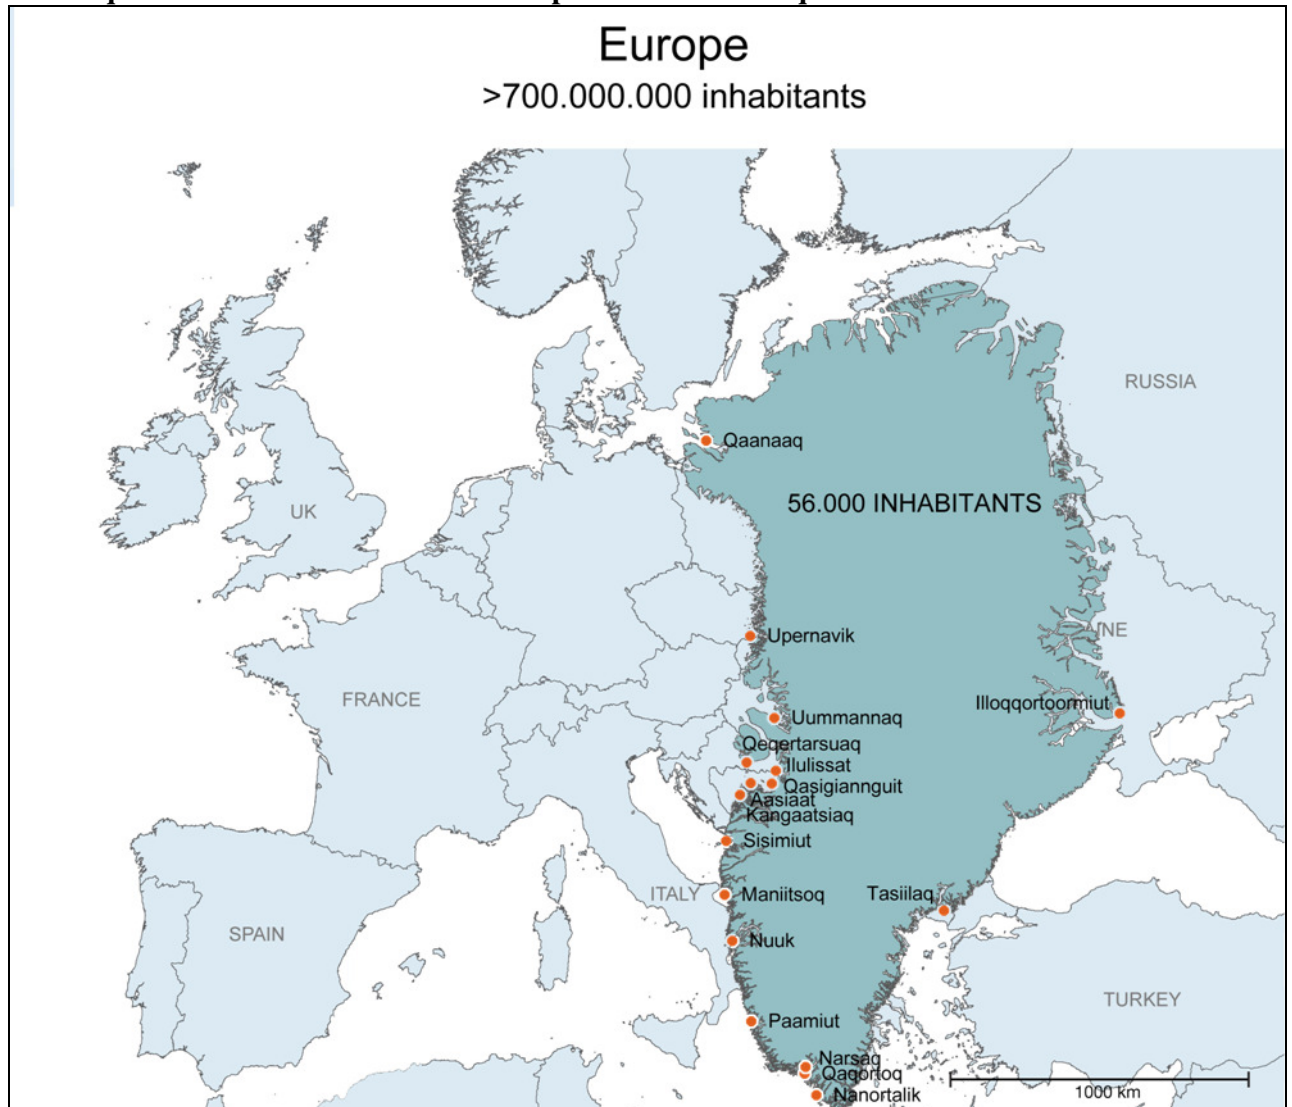 Europe
>700.000.000 inhabitants
RUSSIA
Qaanaaq
56.000 INHABITANTS
UK
Upernavik
INE
FRANCE
Illoqqortoormiut
Uummannaq
Qeqertarsuaq
Ilulissat
Qasigiannguit
Aasiaat
Kangaatsiaq
Sisimiut
ITALY
Maniitsoq
Tasiilaq
SPAIN
Nuuk
TURKEY
Paamiut
Narsaq
Qaqortoq
Nanortalik
1000 km